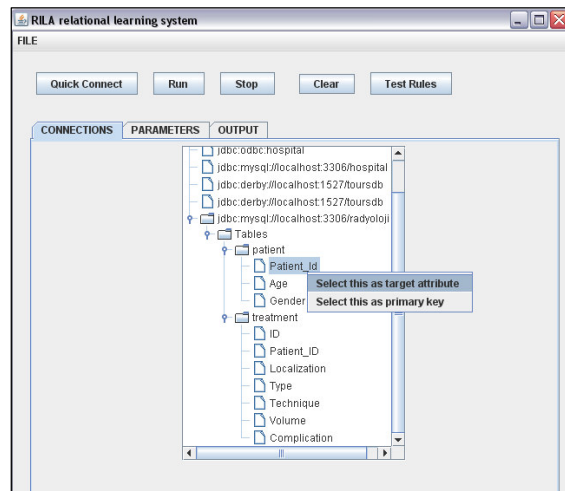 RILA relational learning system
FILE
Quick Connect Run Stop Clear Test Rules
CONNECTIONS PARAMETERS OUTPUT
jdbc:odbc:hospital
jdbc:mysql://localhost:3306/hospital
jdbc:derby://localhost:1527/toursdb
jdbc:derby://localhost:1527/toursdb
jdbc:mysql://localhost:3306/radyoloji
Tables
patient
Patient_Id
Age
Select this as target attribute
Gender
Select this as primary key
treatment
ID
Patient_ID
Localization
Type
Technique
Volume
Complication